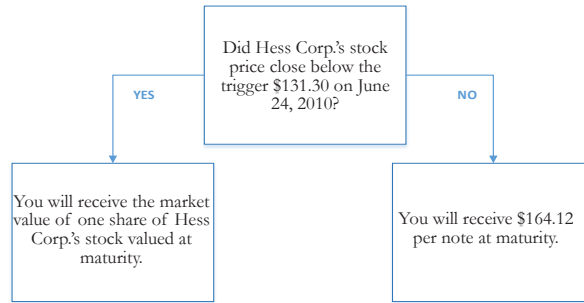 Did Hess Corp.'s stock
price close below the
trigger $131.30 on June
24, 2010?
YES
NO
You will receive the market
value of one share of Hess
Corp.'s stock valued at
maturity.
You will receive $164.12
per note at maturity.